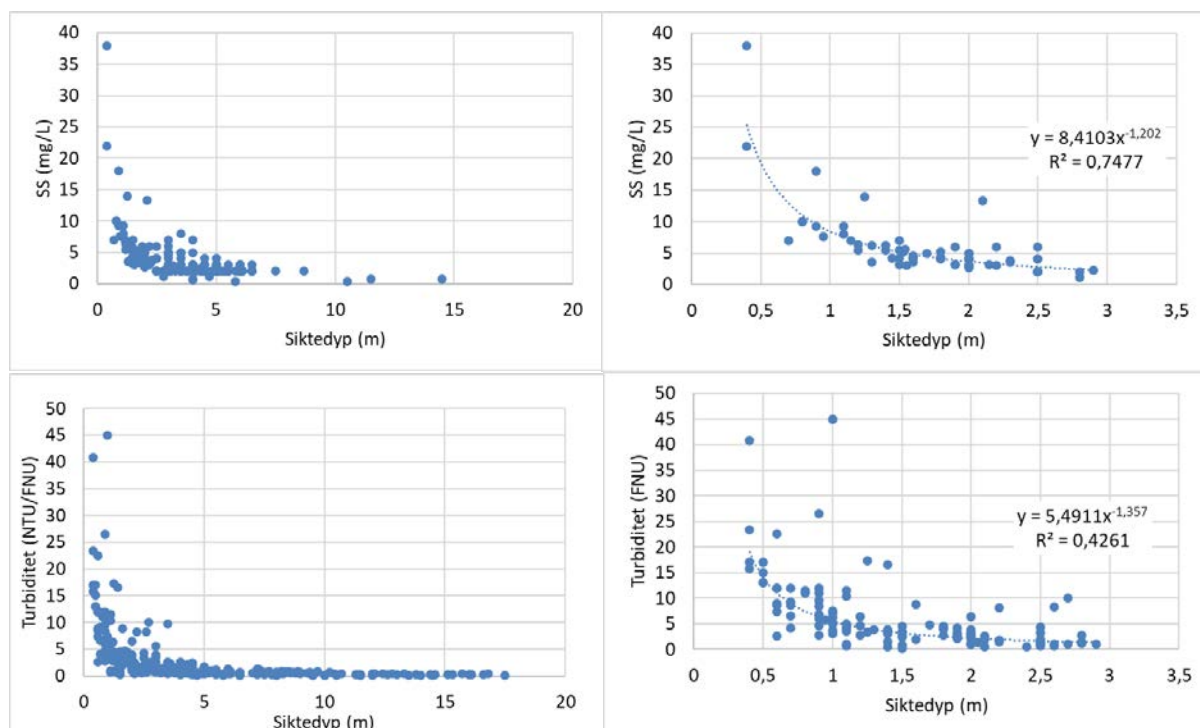 40
35
30
25
20
15
10
5
0
SS (mg/L)
0 5 10 15 20
Siktedyp (m)
40
35
30
25
20
15
10
5
0
SS (mg/L)
y = 8,4103x^-1,202
R² = 0,7477
0 0,5 1 1,5 2 2,5 3 3,5
Siktedyp (m)
50
45
40
35
30
25
20
15
10
5
0
Turbiditet (NTU/FNU)
0 5 10 15 20
Siktedyp (m)
50
45
40
35
30
25
20
15
10
5
0
Turbiditet (FNU)
y = 5,4911x^-1,357
R² = 0,4261
0 0,5 1 1,5 2 2,5 3 3,5
Siktedyp (m)